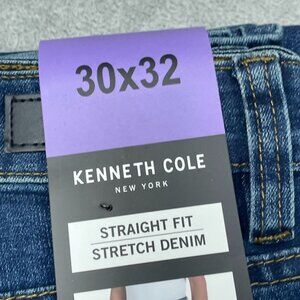 30x32
KENNETH COLE
NEW YORK
STRAIGHT FIT
STRETCH DENIM